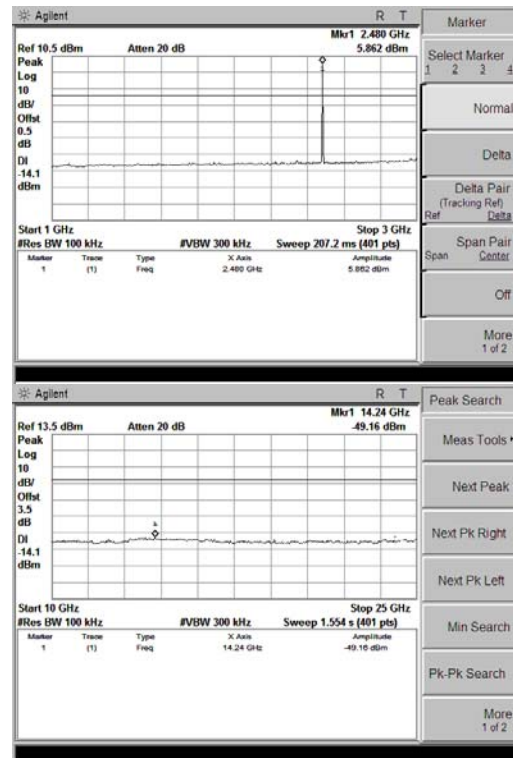 Agilent R T
Mkr1 2.480 GHz
Ref 10.5 dBm Atten 20 dB 5.862 dBm
Peak
Log
10
dB/
Offst
0.5
dB
DI
-14.1
dBm
1
Start 1 GHz Stop 3 GHz
#Res BW 100 kHz #VBW 300 kHz Sweep 207.2 ms (401 pts)
Marker Trace Type X Axis Amplitude
1 (1) Freq 2.480 GHz 5.862 dBm
Marker
Select Marker
1 2 3 4
Normal
Delta
Delta Pair
(Tracking Ref)
Ref Delta
Span Pair
Span Center
Off
More
1 of 2
Agilent R T
Mkr1 14.24 GHz
Ref 13.5 dBm Atten 20 dB -49.16 dBm
Peak
Log
10
dB/
Offst
3.5
dB
DI
-14.1
dBm
Start 10 GHz Stop 25 GHz
#Res BW 100 kHz #VBW 300 kHz Sweep 1.554 s (401 pts)
Marker Trace Type X Axis Amplitude
1 (1) Freq 14.24 GHz -49.16 dBm
Peak Search
Meas Tools
Next Peak
Next Pk Right
Next Pk Left
Min Search
Pk-Pk Search
More
1 of 2